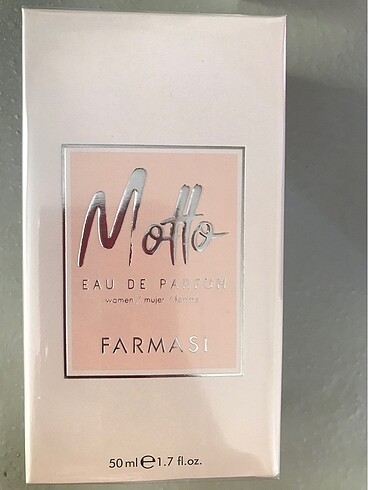 Motto
EAU DE PARFUM
women / mujer / femme
FARMASi
50 ml e 1.7 fl.oz.